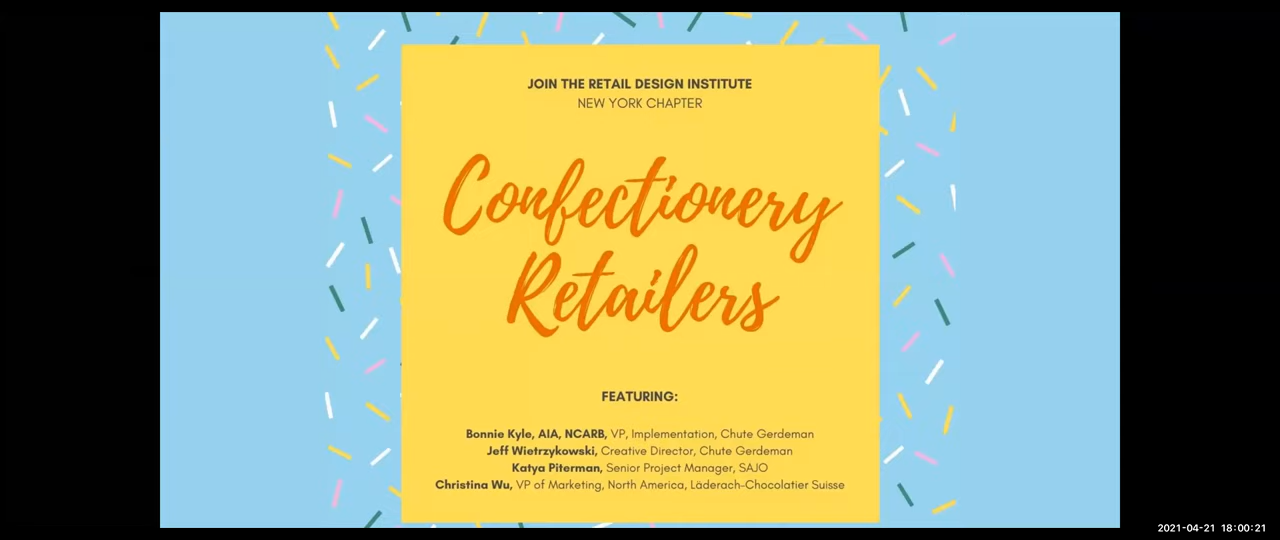 JOIN THE RETAIL DESIGN INSTITUTE
NEW YORK CHAPTER
Confectionery
Retailers
FEATURING:
Bonnie Kyle, AIA, NCARB, VP, Implementation, Chute Gerdeman
Jeff Wietrzykowski, Creative Director, Chute Gerdeman
Katya Piterman, Senior Project Manager, SAJO
Christina Wu, VP of Marketing, North America, Läderach-Chocolatier Suisse
2021-04-21 18:00:21